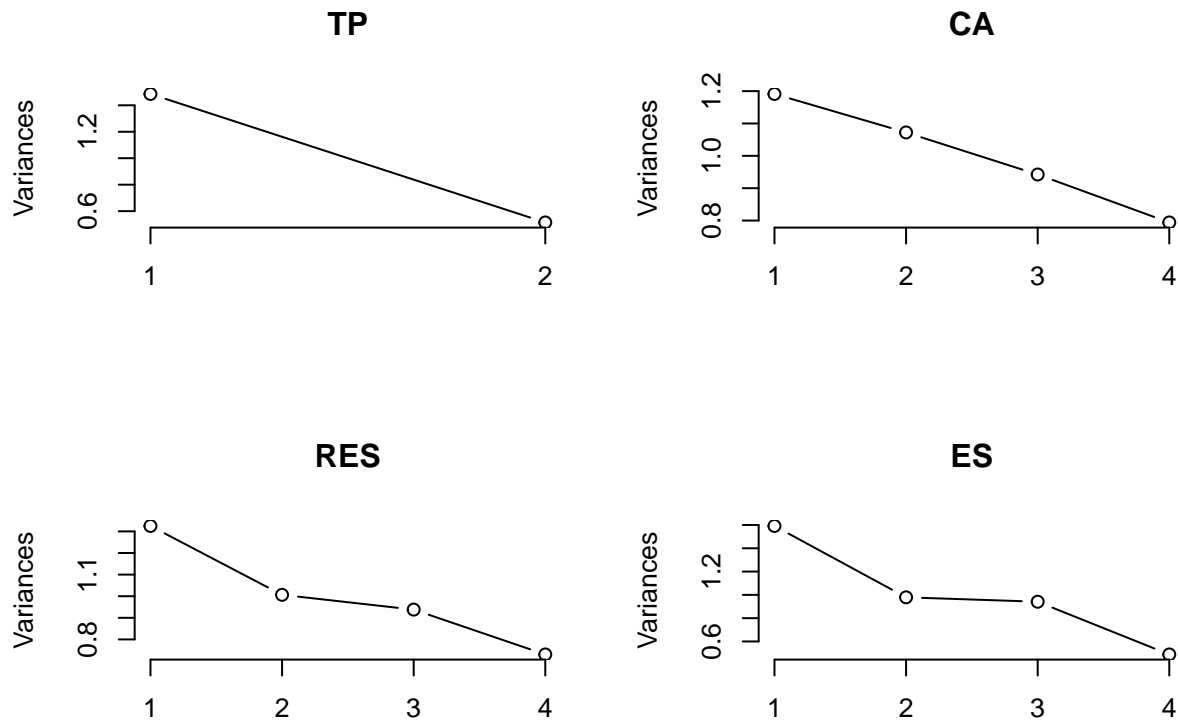 TP
Variances
0.6 1.2
1 2
CA
Variances
0.8 1.0 1.2
1 2 3 4
RES
Variances
0.8 1.1
1 2 3 4
ES
Variances
0.6 1.2
1 2 3 4